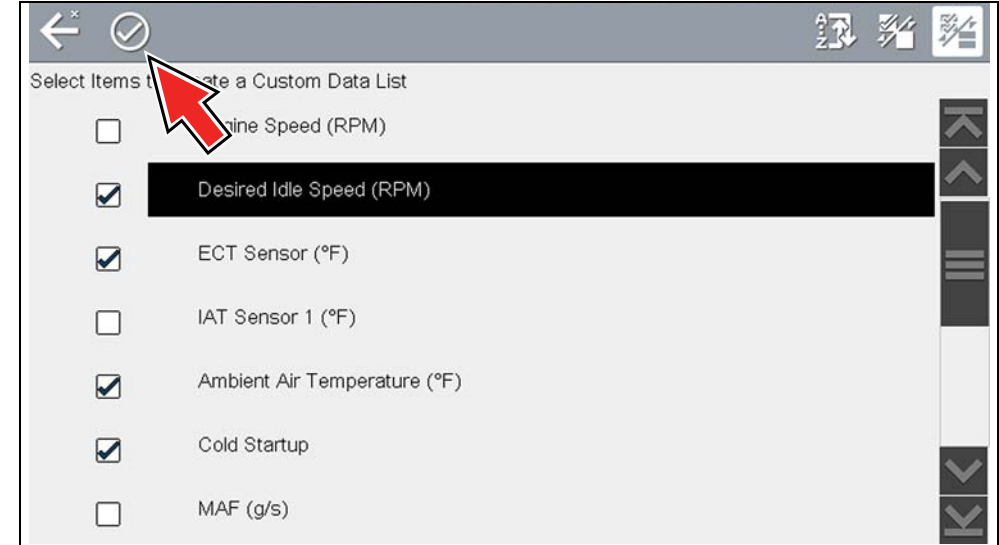 A
Z
Select Items t ate a Custom Data List
gine Speed (RPM)
Desired Idle Speed (RPM)
ECT Sensor (°F)
IAT Sensor 1 (°F)
Ambient Air Temperature (°F)
Cold Startup
MAF (g/s)